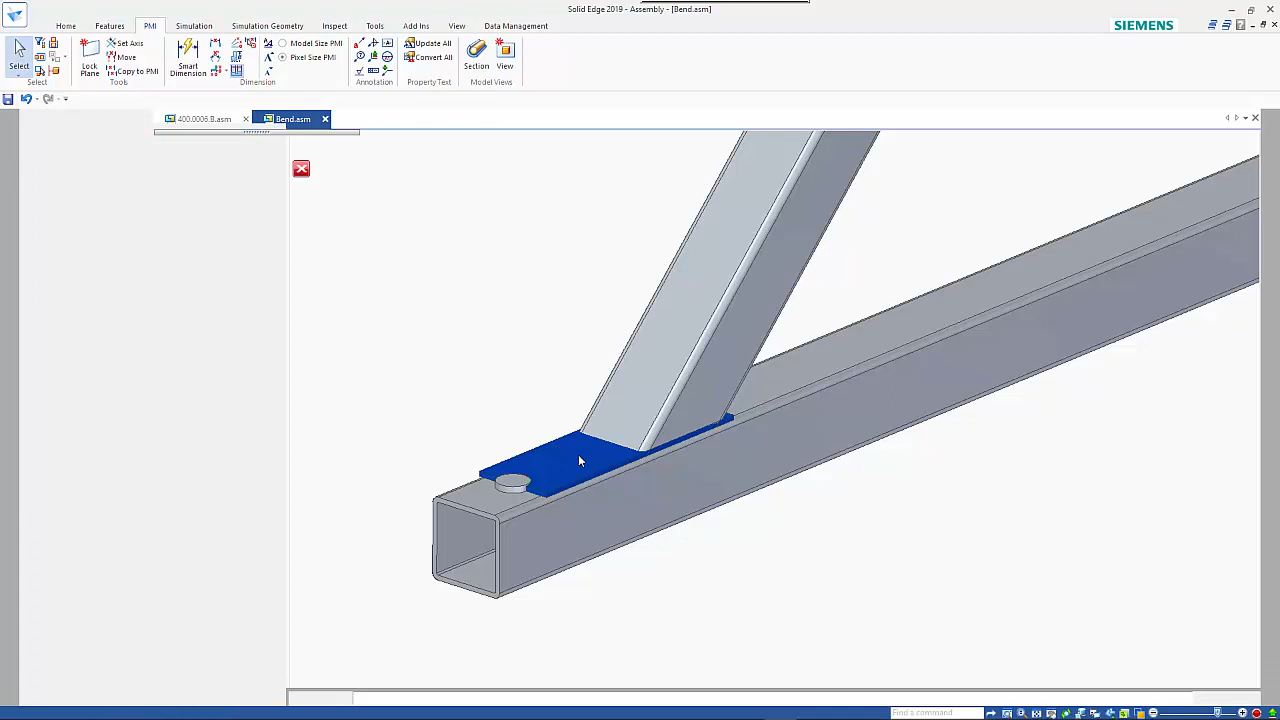 Solid Edge 2019 - Assembly - [Bend.asm]
Home Features PMI Simulation Simulation Geometry Inspect Tools Add Ins View Data Management
SIEMENS
Select
Lock Plane
Set Axis
Move
Copy to PMI
Smart Dimension
Model Size PMI
Pixel Size PMI
Update All
Convert All
Section
View
Select Tools Dimension Annotation Property Text Model Views
400.0006.B.asm
Bend.asm
Find a command